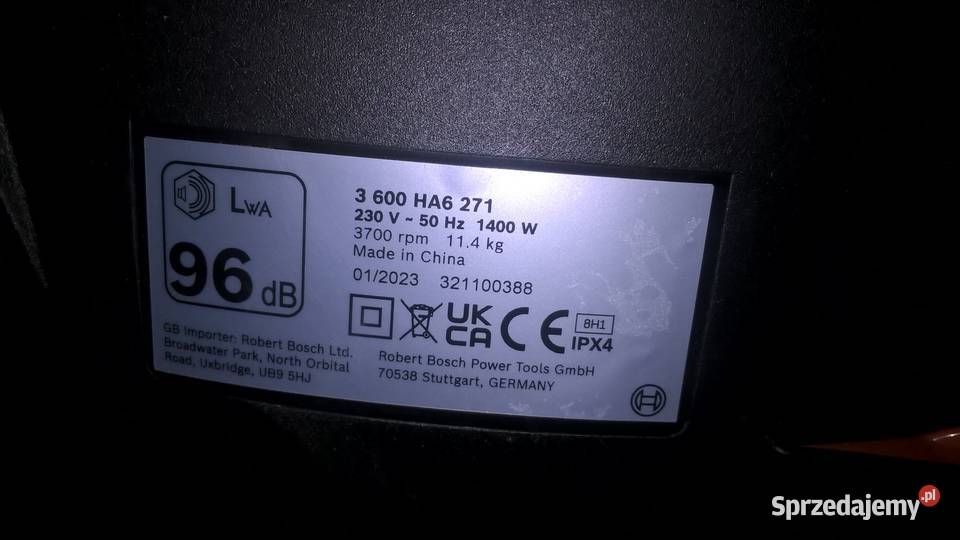 LWA
96 dB
3 600 HA6 271
230 V ~ 50 Hz 1400 W
3700 rpm 11.4 kg
Made in China
01/2023 321100388
UK
CA
CE
8H1
IPX4
GB Importer: Robert Bosch Ltd.
Broadwater Park, North Orbital
Road, Uxbridge, UB9 5HJ
Robert Bosch Power Tools GmbH
70538 Stuttgart, GERMANY
Sprzedajemy.pl